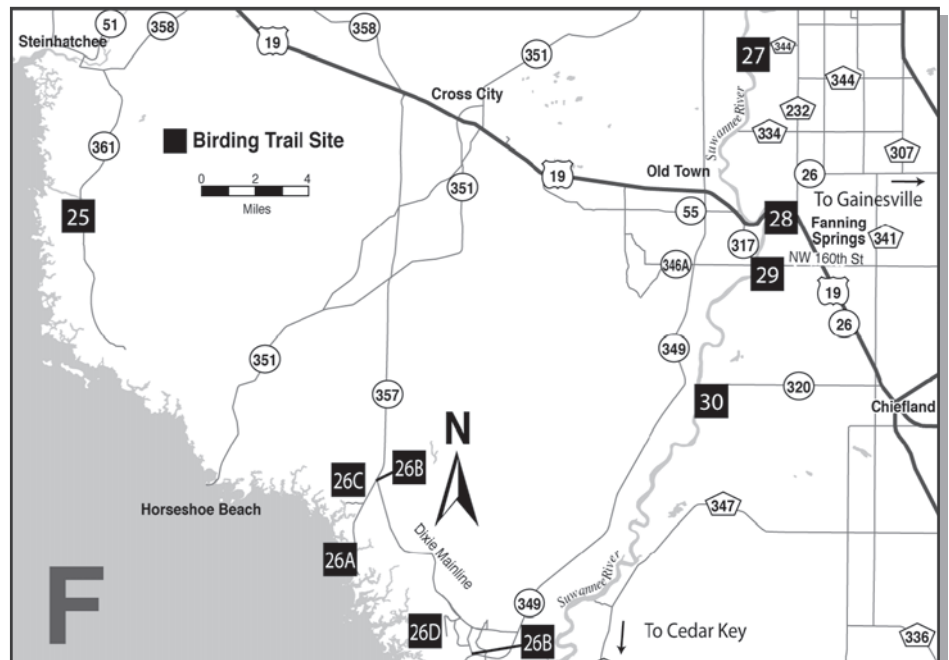 51
358
358
Steinhatchee
19
351
27
344
344
Cross City
232
Suwannee River
334
307
361
Birding Trail Site
0 2 4
Miles
351
19
Old Town
26
To Gainesville
25
55
28
Fanning
Springs
341
317
NW 160th St
346A
29
19
26
351
349
357
320
30
Chiefland
N
26C
26B
347
Horseshoe Beach
26A
Dixie Mainline
Suwannee River
F
349
26D
26B
To Cedar Key
336